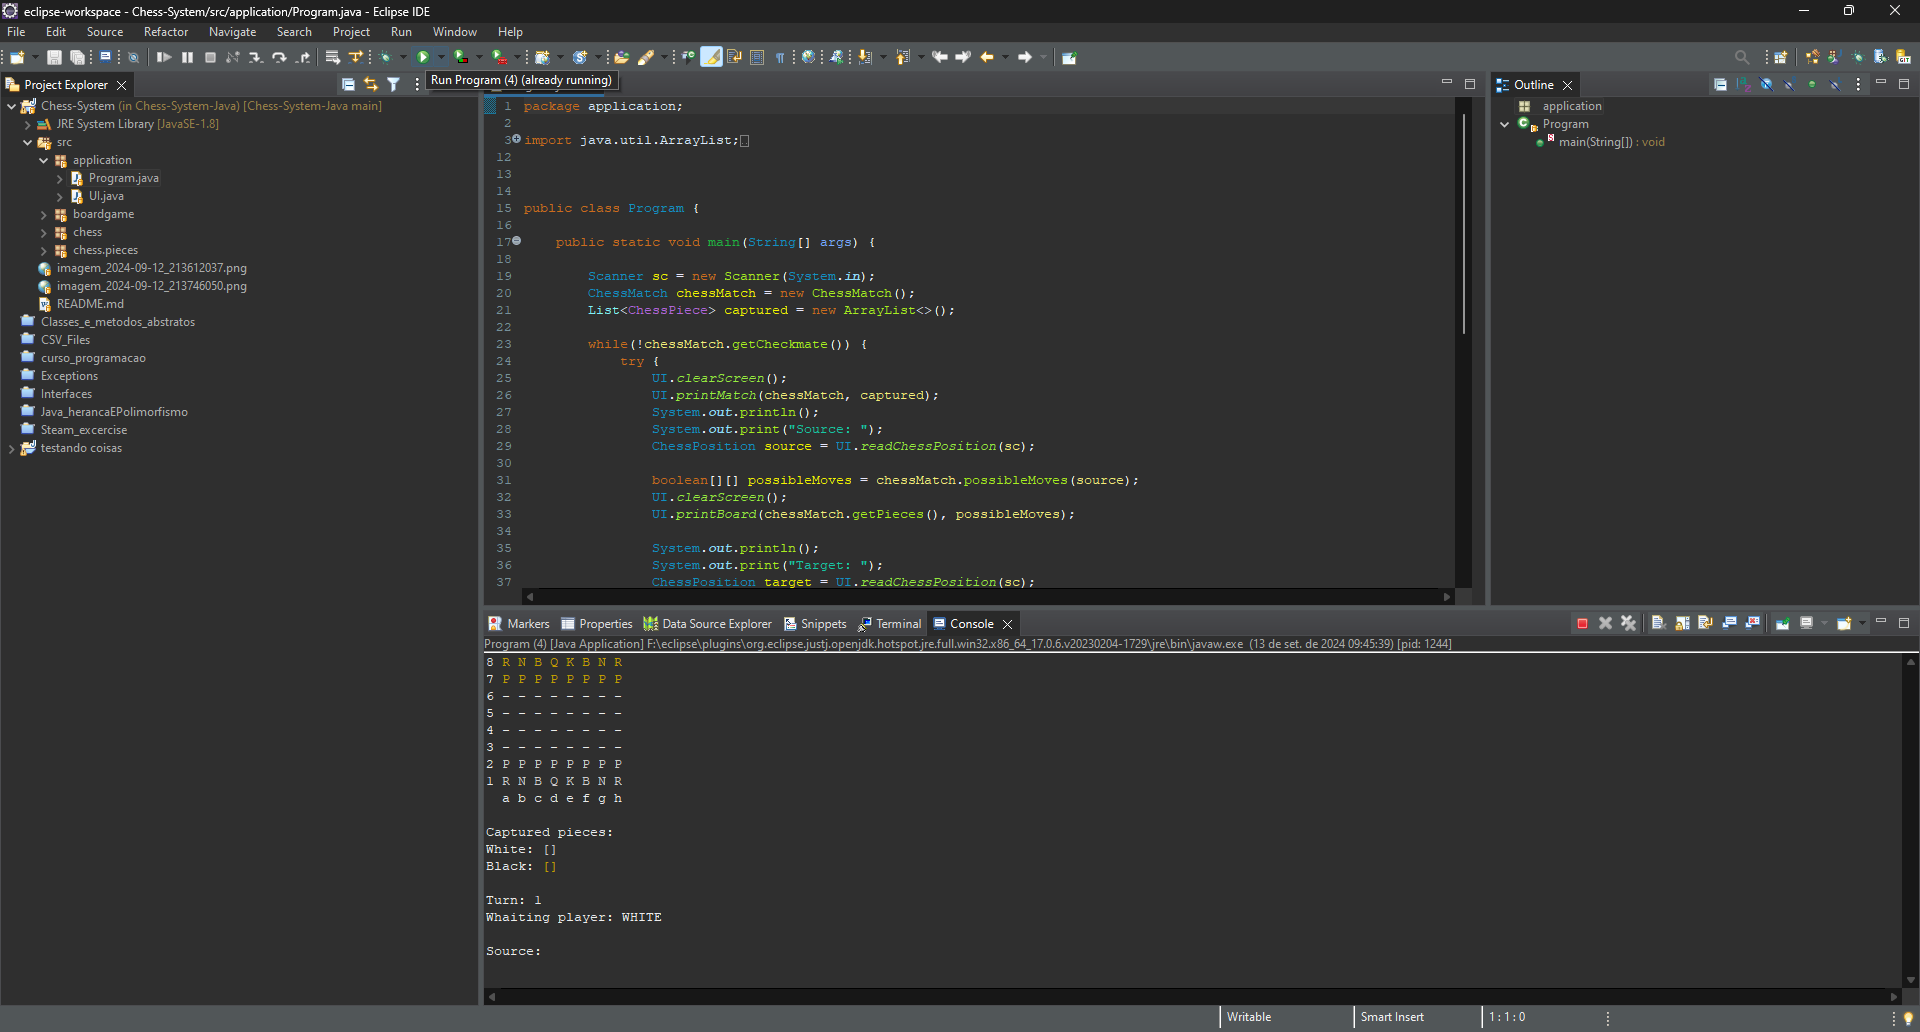 eclipse-workspace - Chess-System/src/application/Program.java - Eclipse IDE
File Edit Source Refactor Navigate Search Project Run Window Help
Project Explorer
Run Program (4) (already running)
Chess-System (in Chess-System-Java) [Chess-System-Java main]
JRE System Library [JavaSE-1.8]
src
application
Program.java
UI.java
boardgame
chess
chess.pieces
imagem_2024-09-12_213612037.png
imagem_2024-09-12_213746050.png
README.md
Classes_e_metodos_abstratos
CSV_Files
curso_programacao
Exceptions
Interfaces
Java_herancaEPolimorfismo
Steam_excercise
testando coisas
1 package application;
2
3 import java.util.ArrayList;
12
13
14
15 public class Program {
16
17 public static void main(String[] args) {
18
19 Scanner sc = new Scanner(System.in);
20 ChessMatch chessMatch = new ChessMatch();
21 List<ChessPiece> captured = new ArrayList<>();
22
23 while(!chessMatch.getCheckmate()) {
24 try {
25 UI.clearScreen();
26 UI.printMatch(chessMatch, captured);
27 System.out.println();
28 System.out.print("Source: ");
29 ChessPosition source = UI.readChessPosition(sc);
30
31 boolean[][] possibleMoves = chessMatch.possibleMoves(source);
32 UI.clearScreen();
33 UI.printBoard(chessMatch.getPieces(), possibleMoves);
34
35 System.out.println();
36 System.out.print("Target: ");
37 ChessPosition target = UI.readChessPosition(sc);
Outline
application
Program
main(String[]) : void
Markers Properties Data Source Explorer Snippets Terminal Console
Program (4) [Java Application] F:\eclipse\plugins\org.eclipse.justj.openjdk.hotspot.jre.full.win32.x86_64_17.0.6.v20230204-1729\jre\bin\javaw.exe (13 de set. de 2024 09:45:39) [pid: 1244]
8 R N B Q K B N R
7 P P P P P P P P
6 - - - - - - - -
5 - - - - - - - -
4 - - - - - - - -
3 - - - - - - - -
2 P P P P P P P P
1 R N B Q K B N R
a b c d e f g h
Captured pieces:
White: []
Black: []
Turn: 1
Whaiting player: WHITE
Source:
Writable Smart Insert 1 : 1 : 0